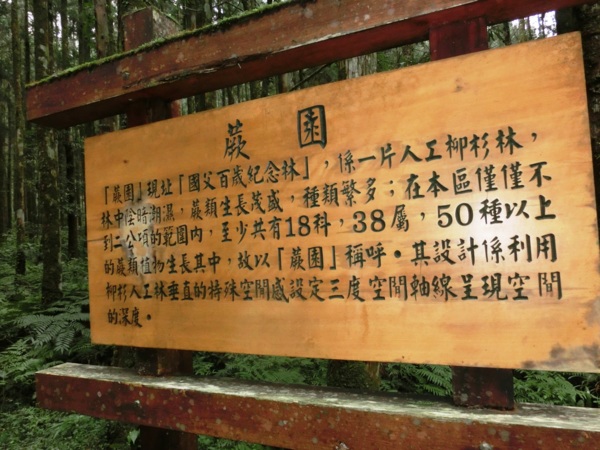 蕨園
「蕨園」現址「國父百歲紀念林」，係一片人工柳杉林，
林中陰暗潮濕，蕨類生長茂盛，種類繁多；在本區僅僅不
到二公頃的範圍內，至少共有18科，38屬，50種以上
的蕨類植物生長其中，故以「蕨園」稱呼。其設計係利用
柳杉人工林垂直的特殊空間感設定三度空間軸線呈現空間
的深度。